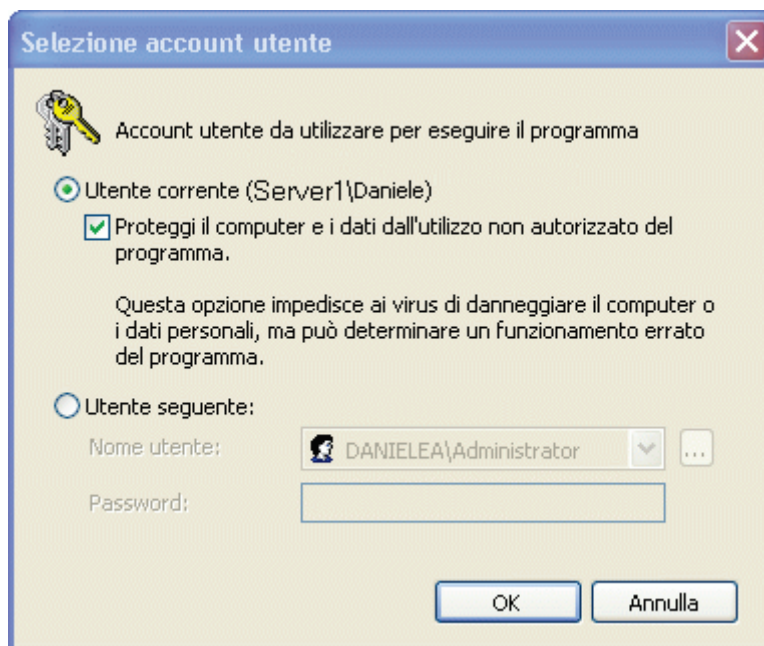 Selezione account utente
Account utente da utilizzare per eseguire il programma
Utente corrente (Server1\Daniele)
Proteggi il computer e i dati dall'utilizzo non autorizzato del
programma.
Questa opzione impedisce ai virus di danneggiare il computer o
i dati personali, ma può determinare un funzionamento errato
del programma.
Utente seguente:
Nome utente: DANIELEA\Administrator ...
Password:
OK Annulla